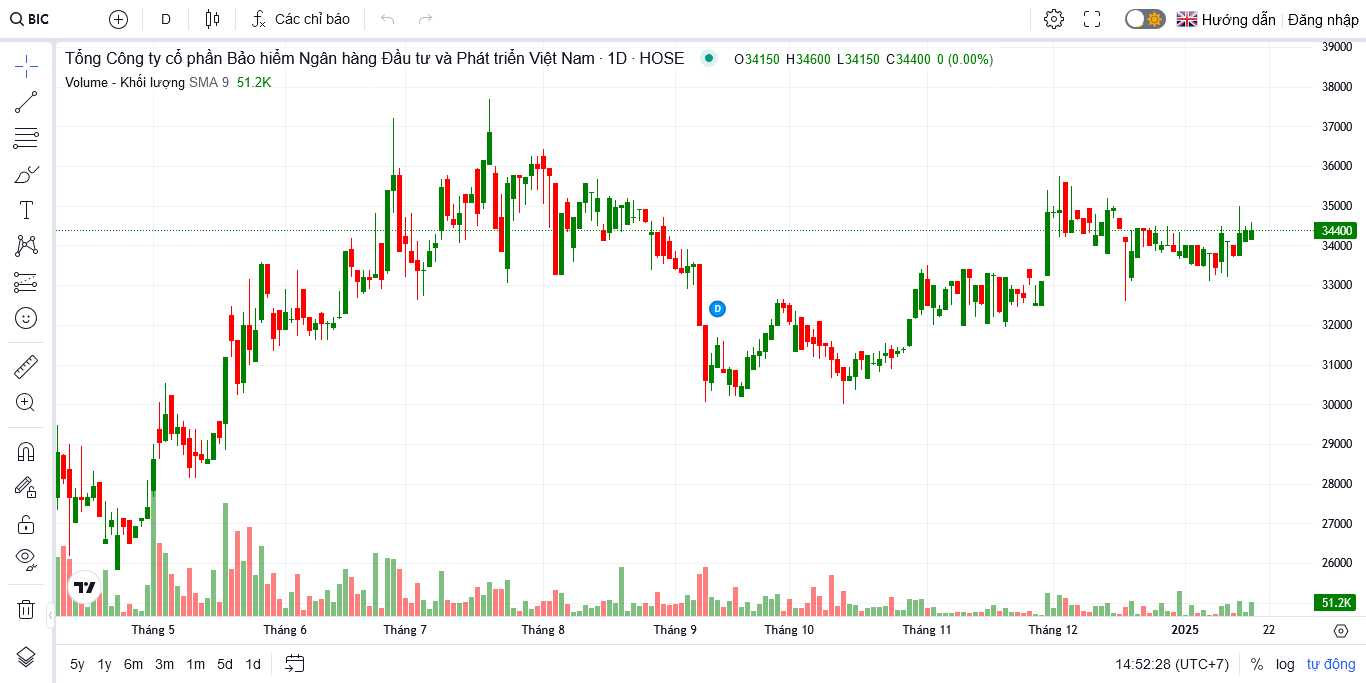 BIC D Các chỉ báo Hướng dẫn Đăng nhập
Tổng Công ty cổ phần Bảo hiểm Ngân hàng Đầu tư và Phát triển Việt Nam · 1D · HOSE O34150 H34600 L34150 C34400 0 (0.00%)
Volume - Khối lượng SMA 9 51.2K
39000
38000
37000
36000
35000
34400
34000
33000
D
32000
31000
30000
29000
28000
27000
26000
51.2K
Tháng 5 Tháng 6 Tháng 7 Tháng 8 Tháng 9 Tháng 10 Tháng 11 Tháng 12 2025 22
5y 1y 6m 3m 1m 5d 1d 14:52:28 (UTC+7) % log tự động